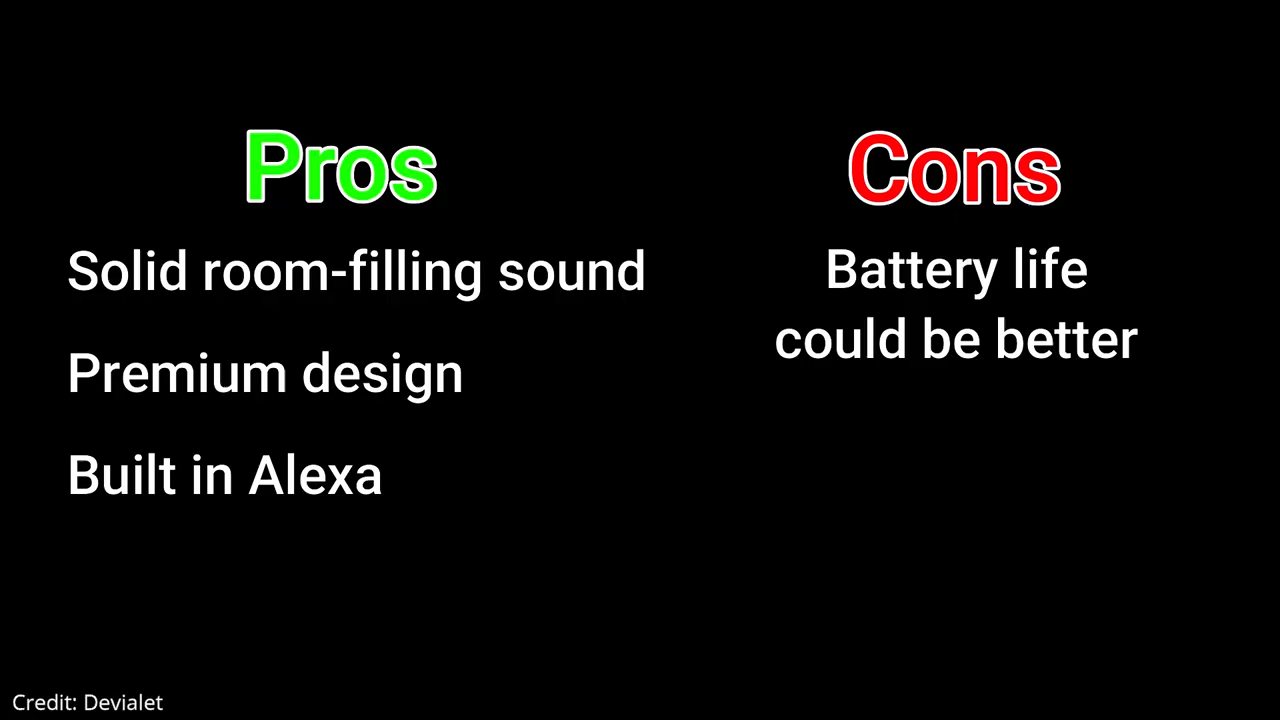 Pros
Solid room-filling sound
Premium design
Built in Alexa
Cons
Battery life
could be better
Credit: Devialet